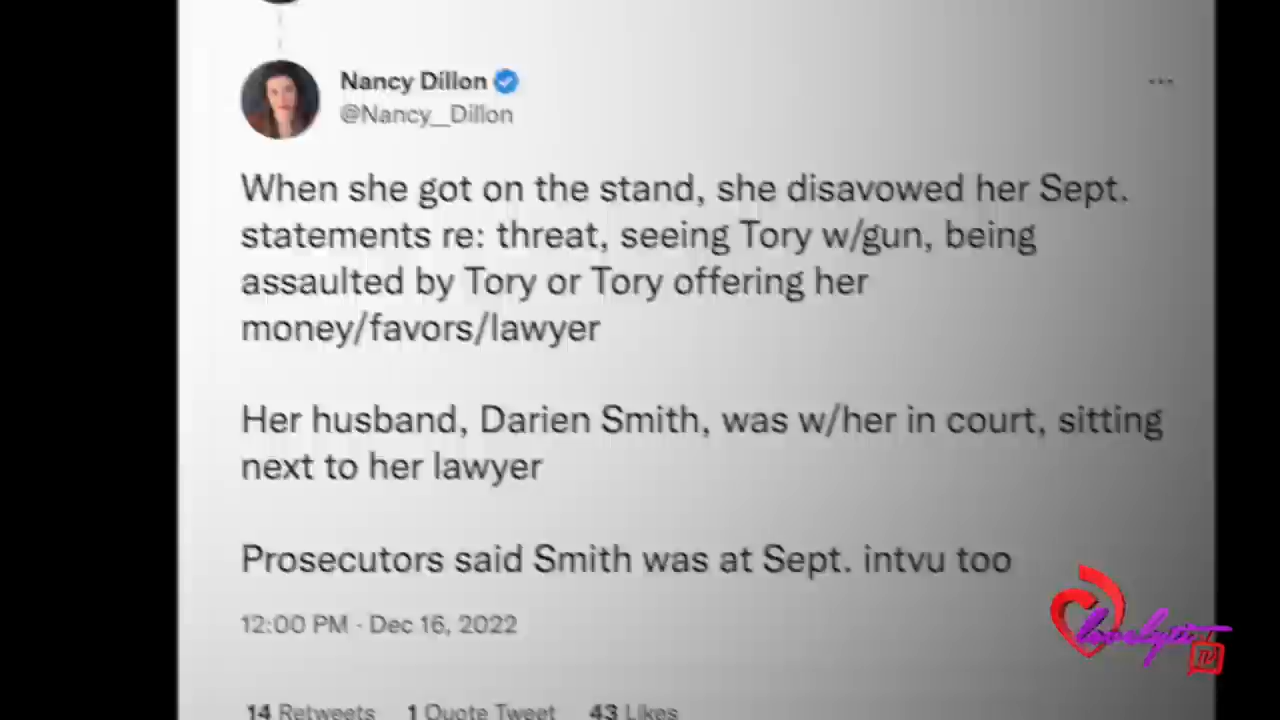 Nancy Dillon
@Nancy__Dillon
When she got on the stand, she disavowed her Sept.
statements re: threat, seeing Tory w/gun, being
assaulted by Tory or Tory offering her
money/favors/lawyer
Her husband, Darien Smith, was w/her in court, sitting
next to her lawyer
Prosecutors said Smith was at Sept. intvu too
12:00 PM · Dec 16, 2022
14 Retweets 1 Quote Tweet 43 Likes
TV